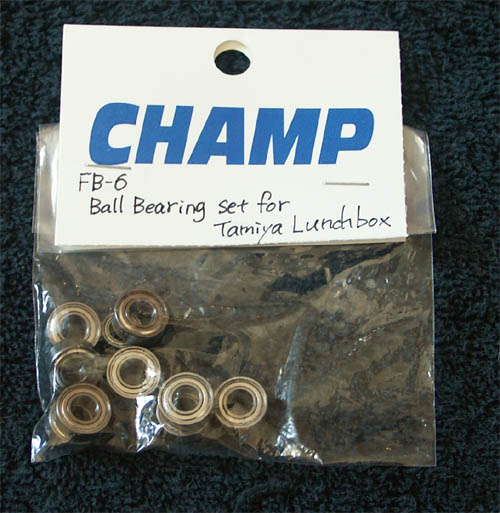 CHAMP
FB-6
Ball Bearing set for
Tamiya Lunchbox